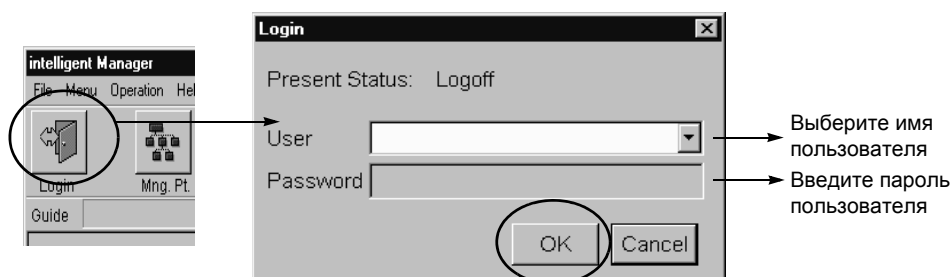 intelligent Manager
File Menu Operation Hel
Login
Mng. Pt.
Guide
Login
Present Status: Logoff
User
Password
OK
Cancel
Выберите имя
пользователя
Введите пароль
пользователя